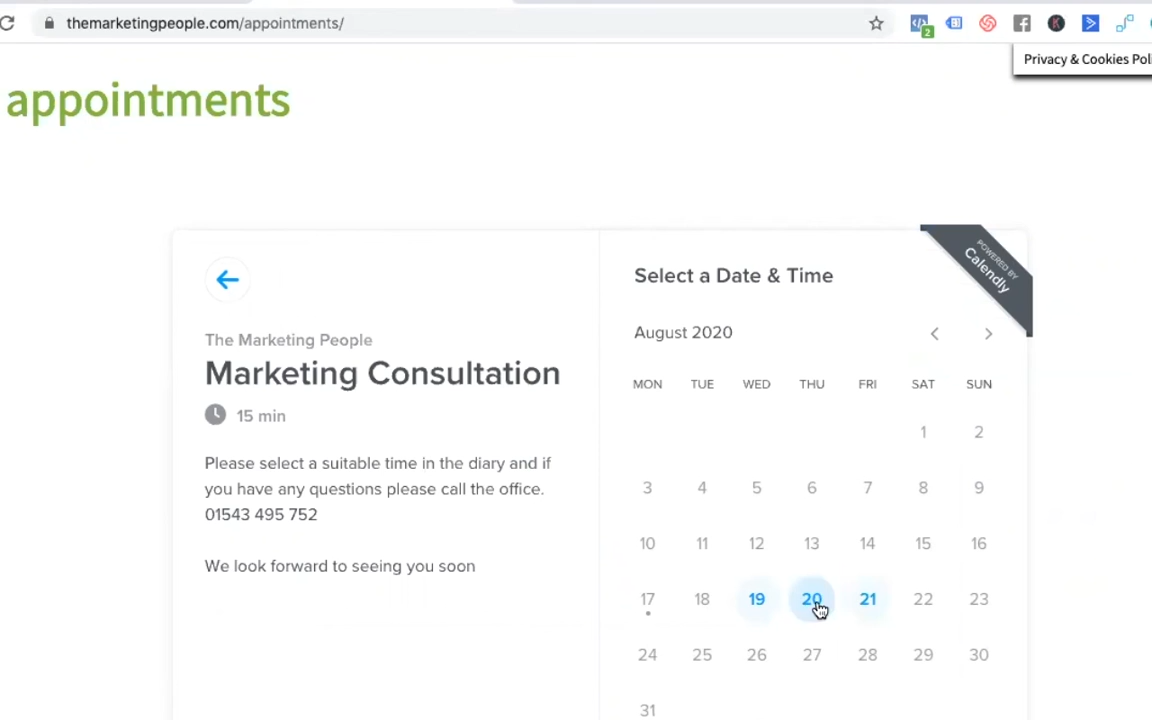 themarketingpeople.com/appointments/
2
Privacy & Cookies Poli
appointments
POWERED BY
Calendly
The Marketing People
Marketing Consultation
15 min
Please select a suitable time in the diary and if
you have any questions please call the office.
01543 495 752
We look forward to seeing you soon
Select a Date & Time
August 2020
MON TUE WED THU FRI SAT SUN
1 2
3 4 5 6 7 8 9
10 11 12 13 14 15 16
17 18 19 20 21 22 23
24 25 26 27 28 29 30
31